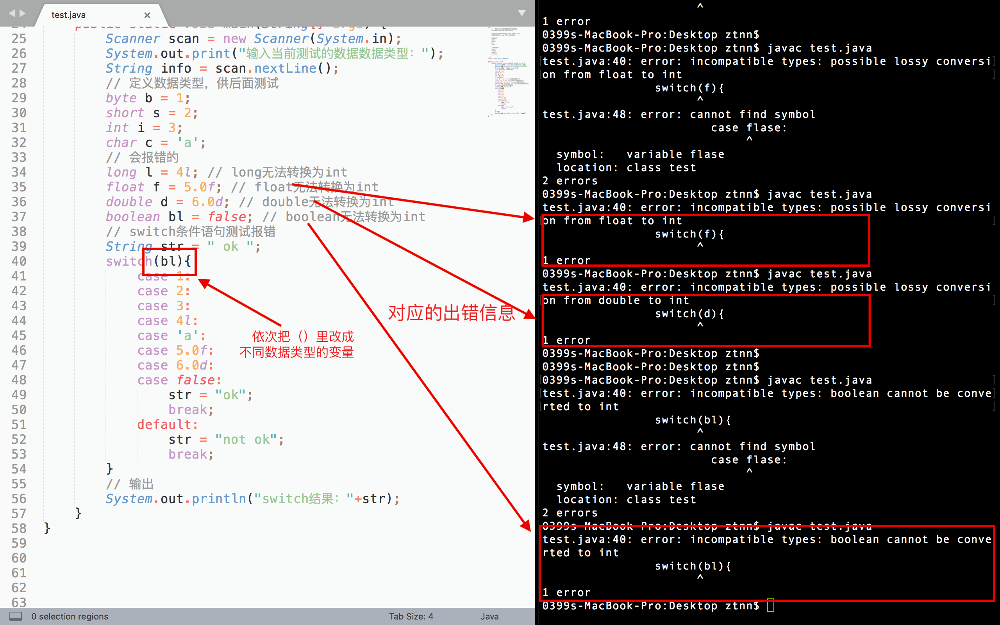 test.java
public static void main(String[] args) {
25 Scanner scan = new Scanner(System.in);
26 System.out.print("输入当前测试的数据数据类型：");
27 String info = scan.nextLine();
28 // 定义数据类型，供后面测试
29 byte b = 1;
30 short s = 2;
31 int i = 3;
32 char c = 'a';
33 // 会报错的
34 long l = 4l; // long无法转换为int
35 float f = 5.0f; // float无法转换为int
36 double d = 6.0d; // double无法转换为int
37 boolean bl = false; // boolean无法转换为int
38 // switch条件语句测试报错
39 String str = " ok ";
40 switch(bl){
41 case 1:
42 case 2:
43 case 3:
44 case 4l:
45 case 'a':
46 case 5.0f:
47 case 6.0d:
48 case false:
49 str = "ok";
50 break;
51 default:
52 str = "not ok";
53 break;
54 }
55 // 输出
56 System.out.println("switch结果："+str);
57 }
58 }
59
60
61
62
63
对应的出错信息
依次把（）里改成
不同数据类型的变量
0 selection regions
Tab Size: 4
Java
^
1 error
0399s-MacBook-Pro:Desktop ztnn$
0399s-MacBook-Pro:Desktop ztnn$ javac test.java
test.java:40: error: incompatible types: possible lossy conversi
on from float to int
switch(f){
^
test.java:48: error: cannot find symbol
case flase:
^
symbol: variable flase
location: class test
2 errors
0399s-MacBook-Pro:Desktop ztnn$ javac test.java
test.java:40: error: incompatible types: possible lossy conversi
on from float to int
switch(f){
^
1 error
0399s-MacBook-Pro:Desktop ztnn$ javac test.java
test.java:40: error: incompatible types: possible lossy conversi
on from double to int
switch(d){
^
1 error
0399s-MacBook-Pro:Desktop ztnn$
0399s-MacBook-Pro:Desktop ztnn$
0399s-MacBook-Pro:Desktop ztnn$ javac test.java
test.java:40: error: incompatible types: boolean cannot be conve
rted to int
switch(bl){
^
test.java:48: error: cannot find symbol
case flase:
^
symbol: variable flase
location: class test
2 errors
0399s-MacBook-Pro:Desktop ztnn$ javac test.java
test.java:40: error: incompatible types: boolean cannot be conve
rted to int
switch(bl){
^
1 error
0399s-MacBook-Pro:Desktop ztnn$